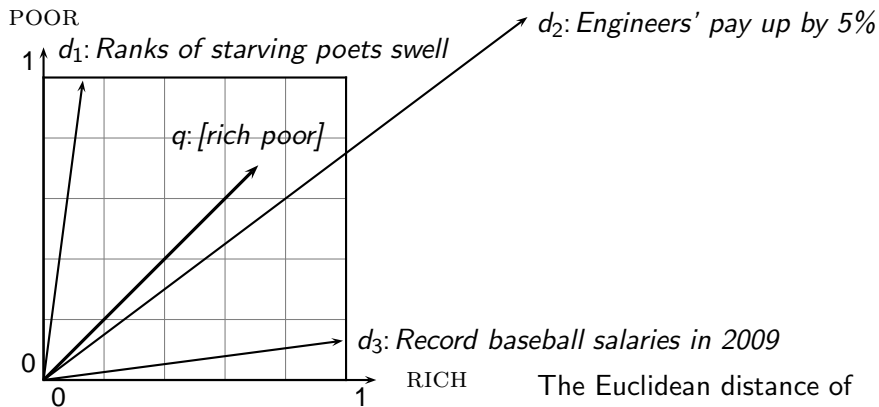 POOR
d₂: Engineers' pay up by 5%
1
d₁: Ranks of starving poets swell
q: [rich poor]
d₃: Record baseball salaries in 2009
0
0
1
RICH
The Euclidean distance of